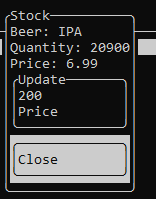 Stock
Beer: IPA
Quantity: 20900
Price: 6.99
Update
200
Price
Close